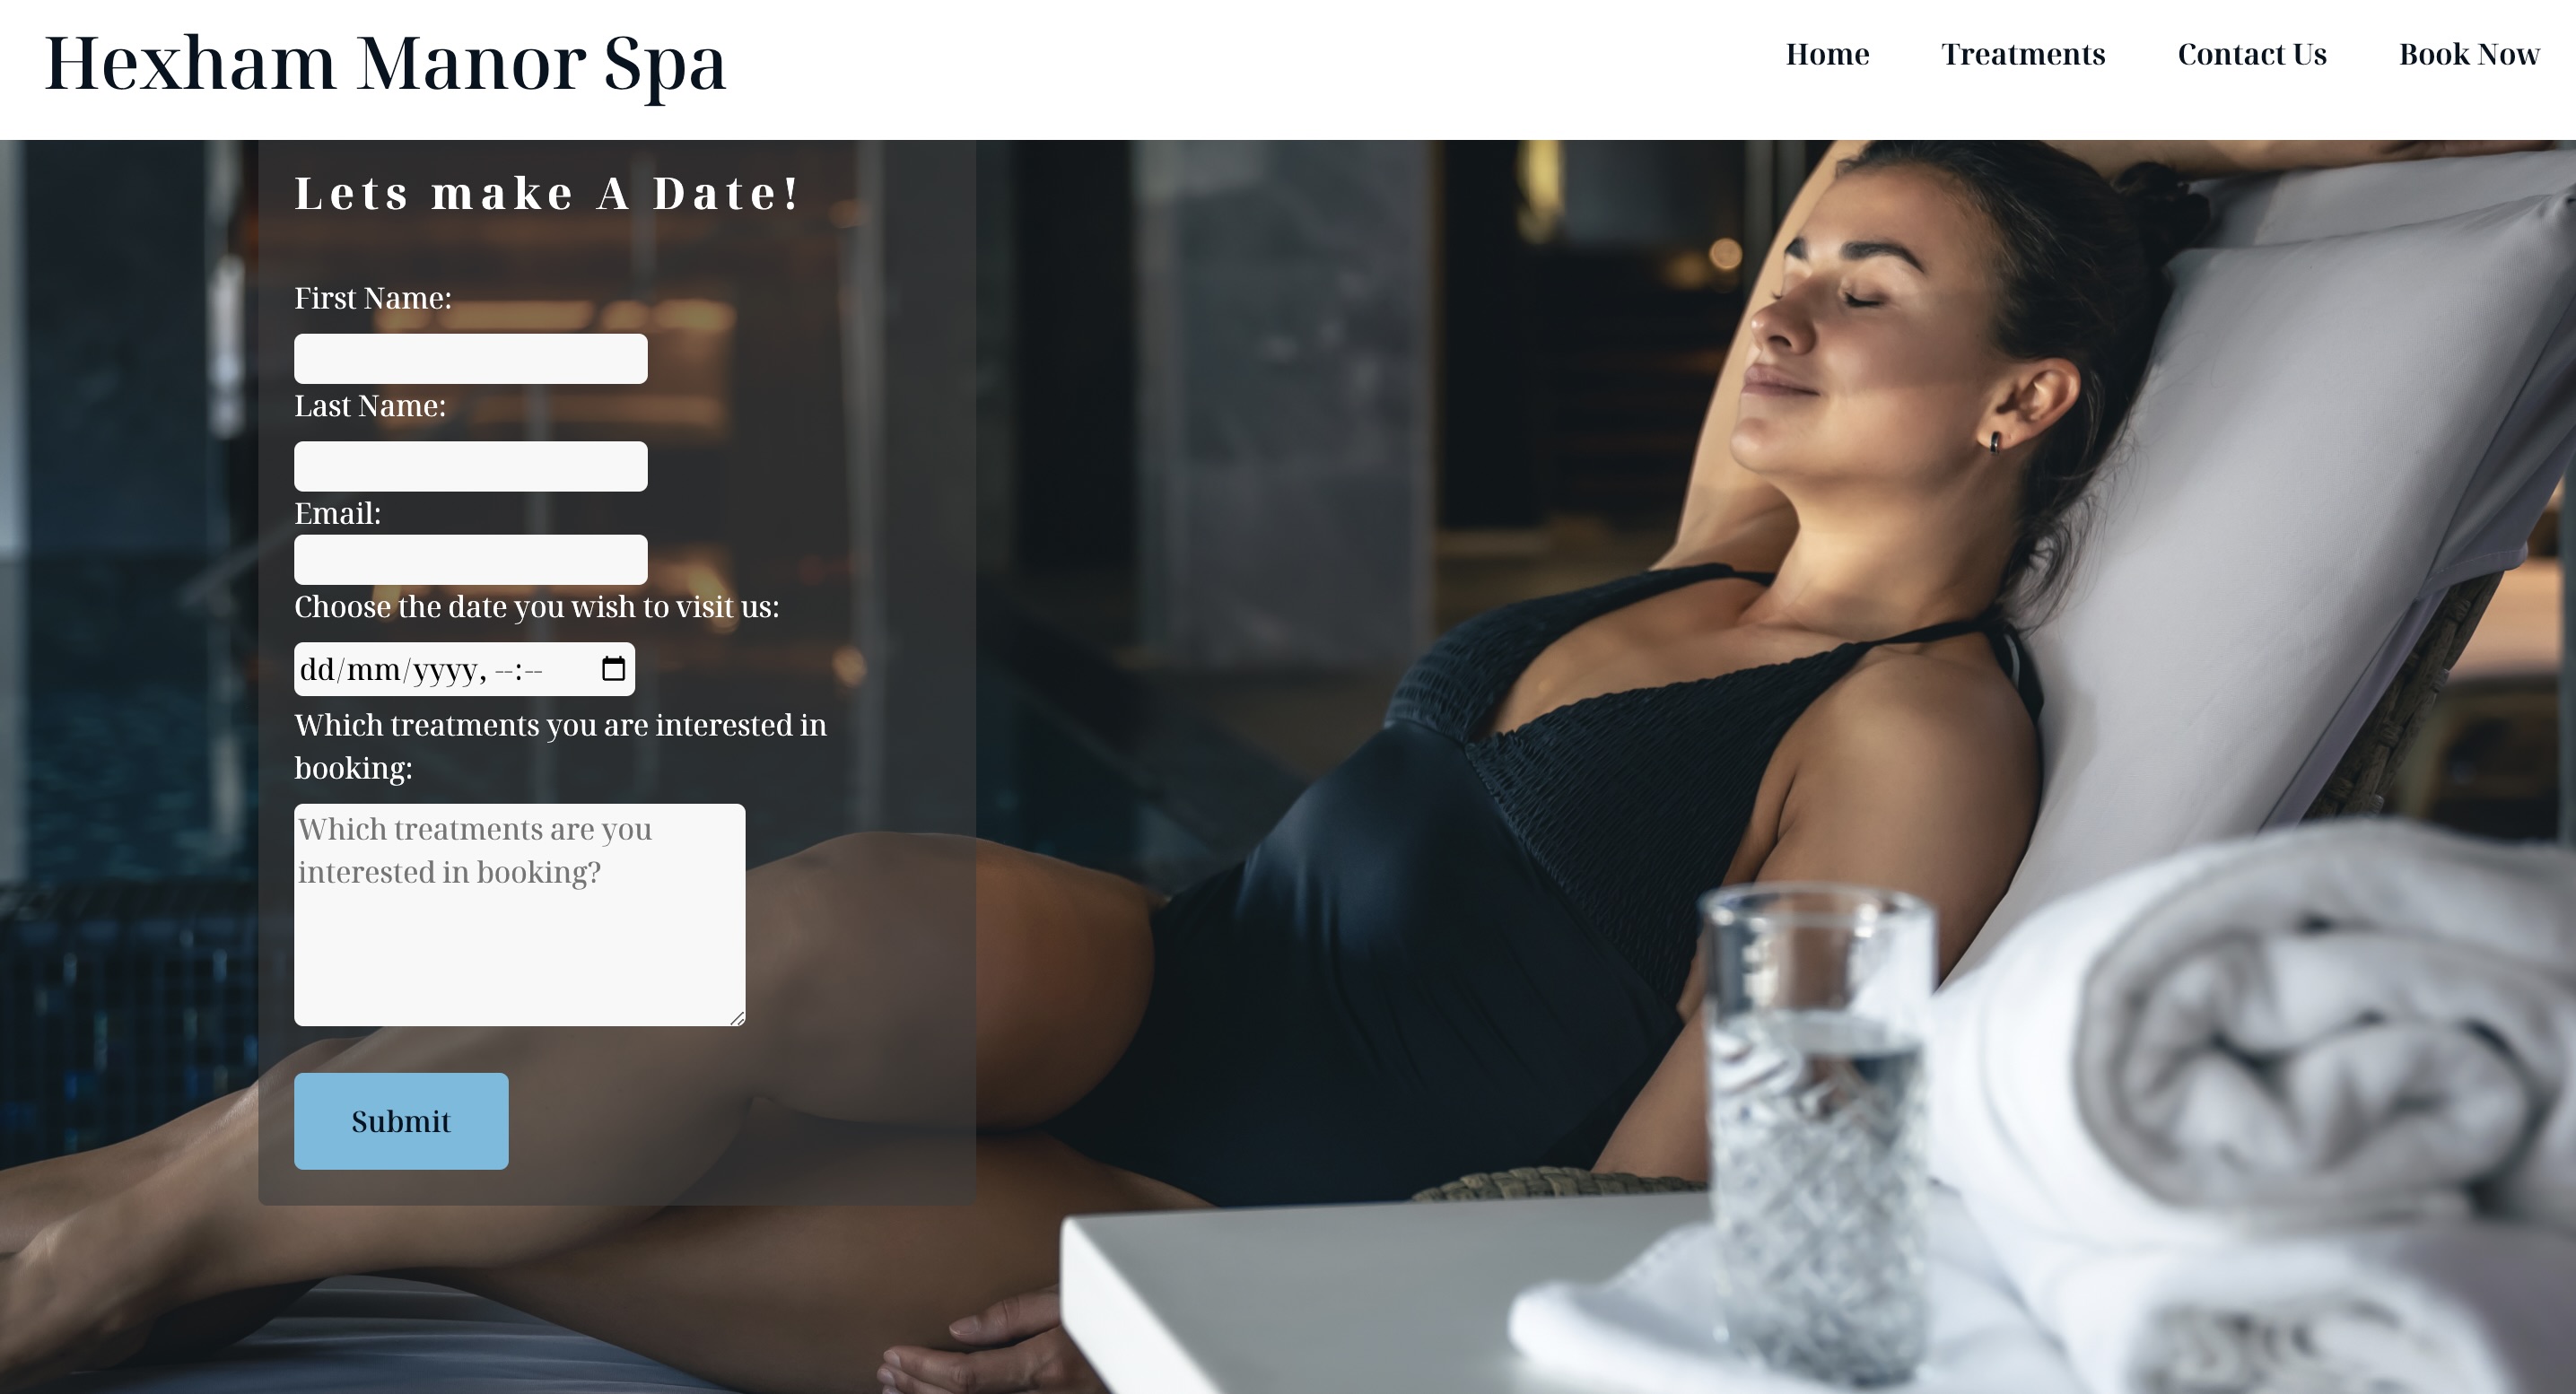 Hexham Manor Spa
Home Treatments Contact Us Book Now
Lets make A Date!
First Name:
Last Name:
Email:
Choose the date you wish to visit us:
dd/mm/yyyy, --:--
Which treatments you are interested in
booking:
Which treatments are you
interested in booking?
Submit